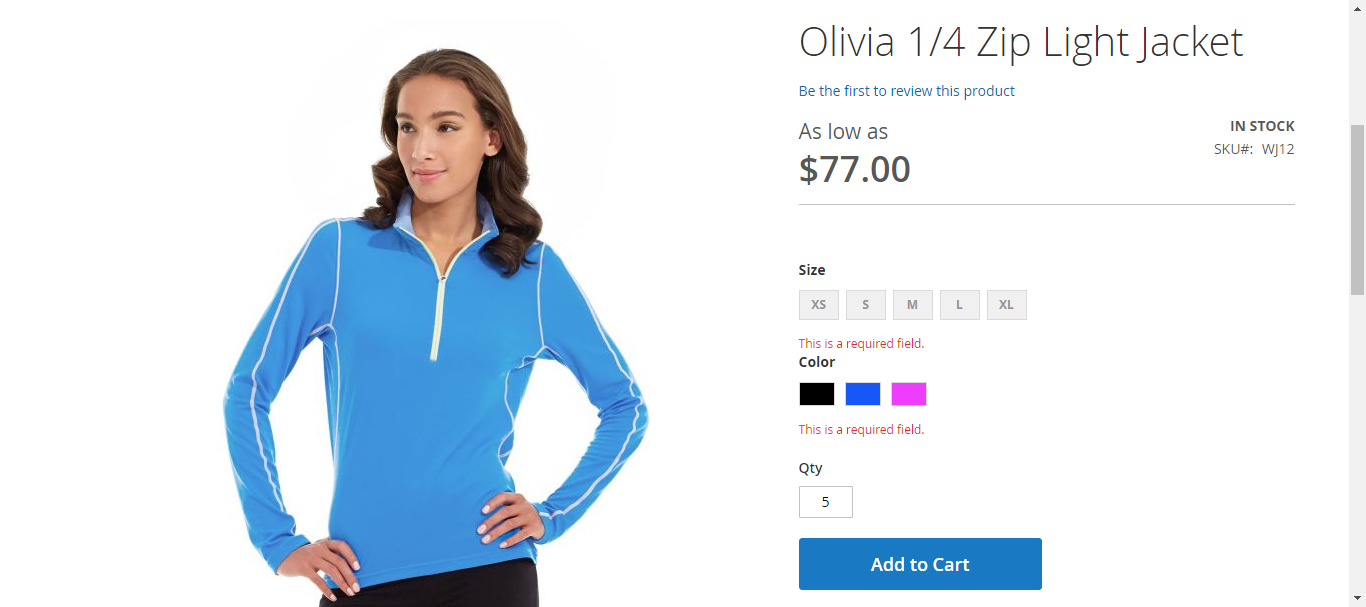 Olivia 1/4 Zip Light Jacket
Be the first to review this product
As low as
$77.00
IN STOCK
SKU#: WJ12
Size
XS S M L XL
This is a required field.
Color
This is a required field.
Qty
5
Add to Cart